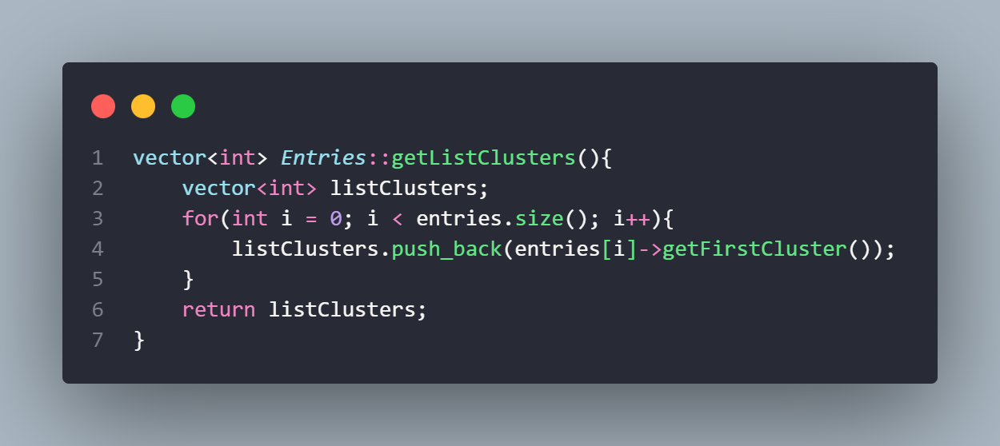 1 vector<int> Entries::getListClusters(){
2     vector<int> listClusters;
3     for(int i = 0; i < entries.size(); i++){
4         listClusters.push_back(entries[i]->getFirstCluster());
5     }
6     return listClusters;
7 }